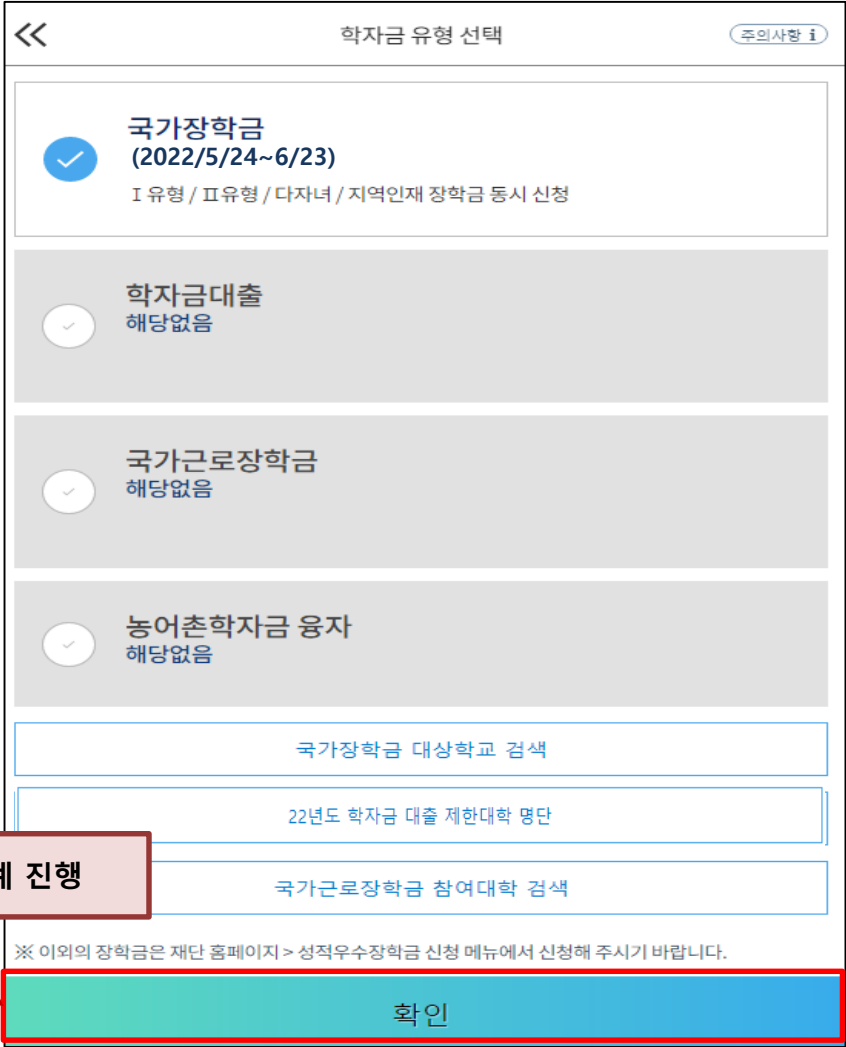 학자금 유형 선택
주의사항 i
국가장학금
(2022/5/24~6/23)
I 유형 / II유형 / 다자녀 / 지역인재 장학금 동시 신청
학자금대출
해당없음
국가근로장학금
해당없음
농어촌학자금 융자
해당없음
국가장학금 대상학교 검색
22년도 학자금 대출 제한대학 명단
진행
국가근로장학금 참여대학 검색
※ 이외의 장학금은 재단 홈페이지 > 성적우수장학금 신청 메뉴에서 신청해 주시기 바랍니다.
확인